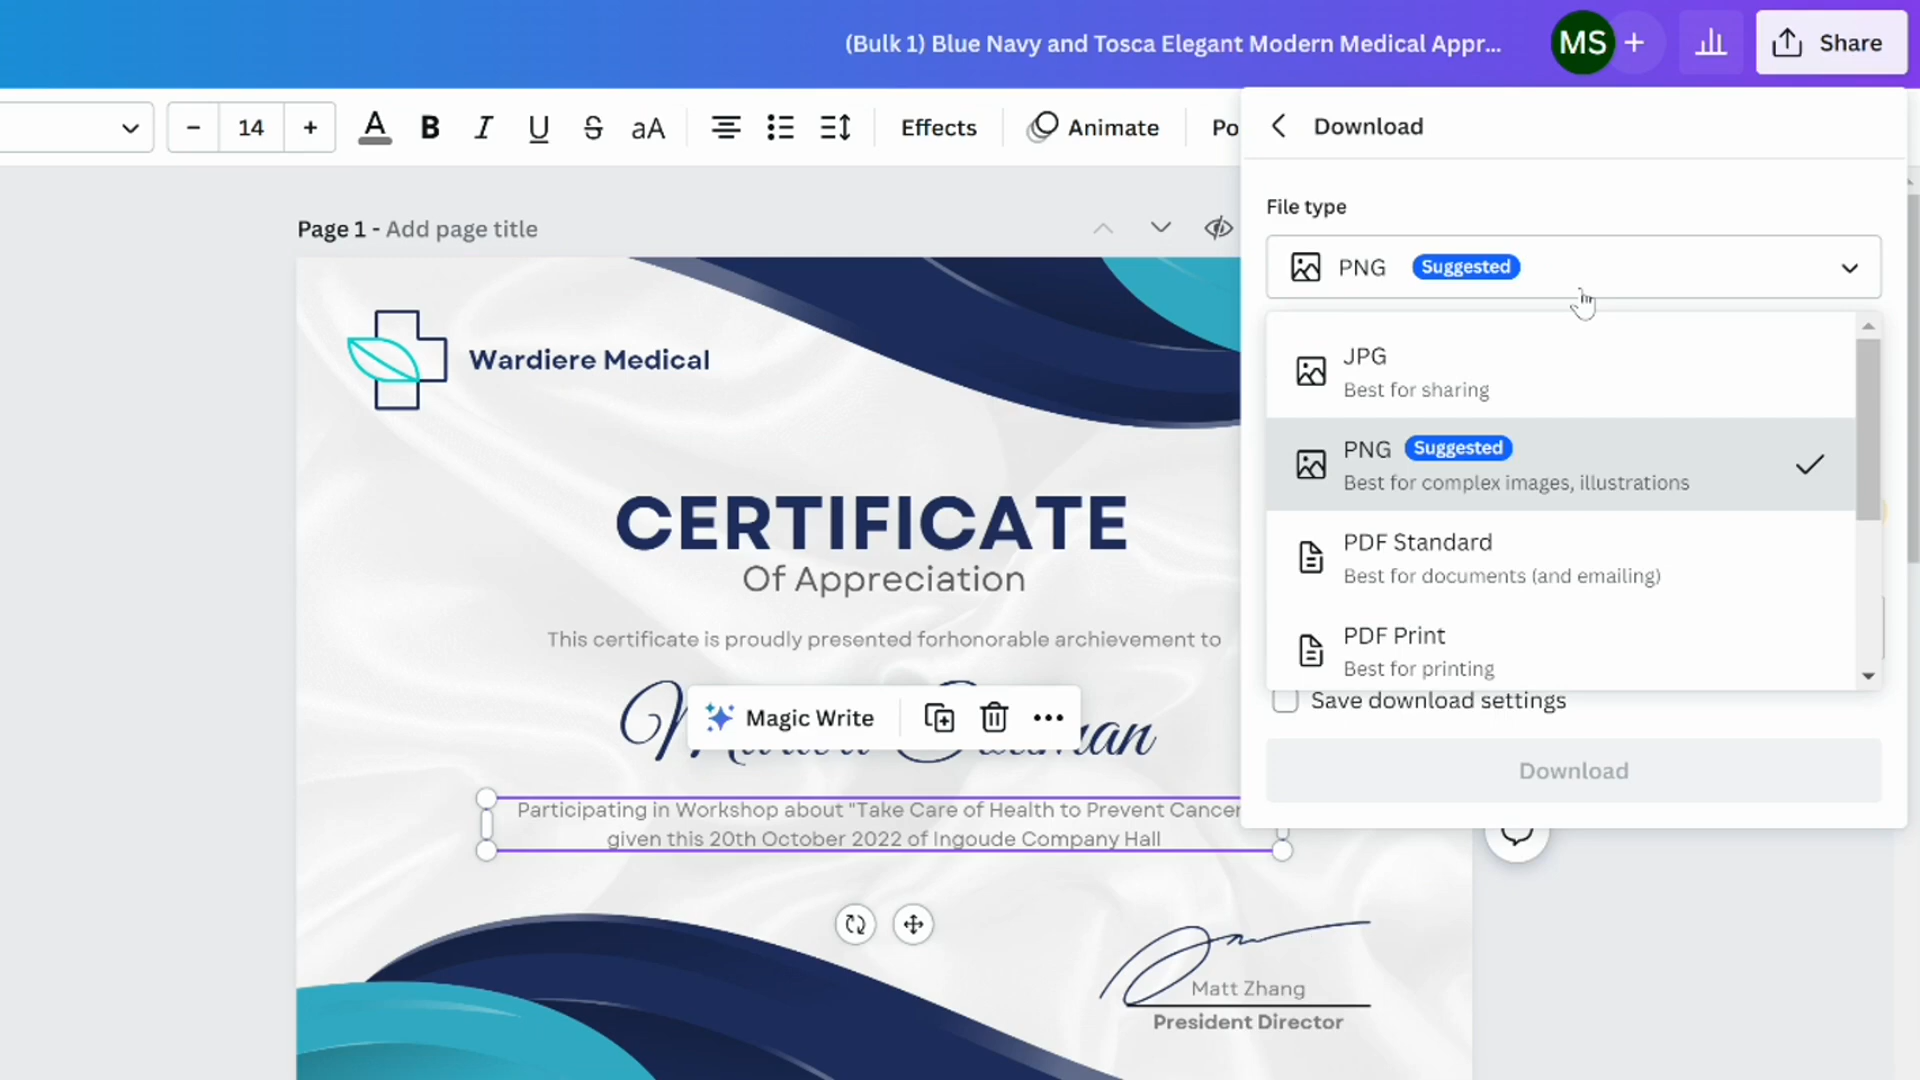 (Bulk 1) Blue Navy and Tosca Elegant Modern Medical Appr...
MS
+
Share
14
A B I U S aA
Effects
Animate
Po
Download
File type
PNG Suggested
JPG
Best for sharing
PNG Suggested
Best for complex images, illustrations
PDF Standard
Best for documents (and emailing)
PDF Print
Best for printing
Save download settings
Download
Page 1 - Add page title
Wardiere Medical
CERTIFICATE
Of Appreciation
This certificate is proudly presented forhonorable archievement to
Magic Write
Participating in Workshop about "Take Care of Health to Prevent Cancer
given this 20th October 2022 of Ingoude Company Hall
Matt Zhang
President Director